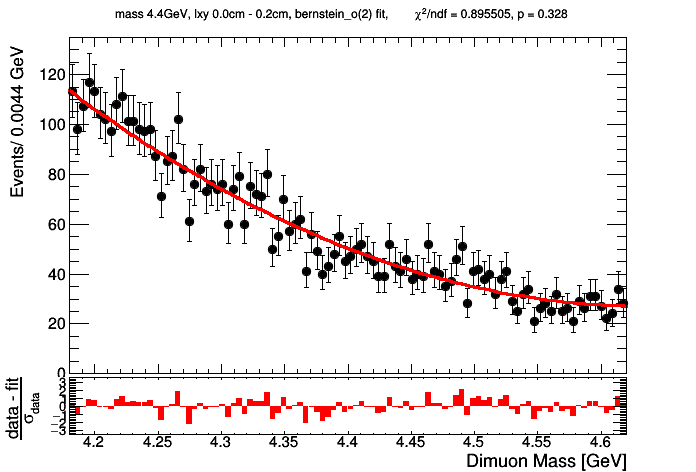 mass 4.4GeV, lxy 0.0cm - 0.2cm, bernstein_o(2) fit, χ²/ndf = 0.895505, p = 0.328
Events/ 0.0044 GeV
120
100
80
60
40
20
0
data - fit
σdata
3
2
1
0
−1
−2
−3
4.2 4.25 4.3 4.35 4.4 4.45 4.5 4.55 4.6
Dimuon Mass [GeV]